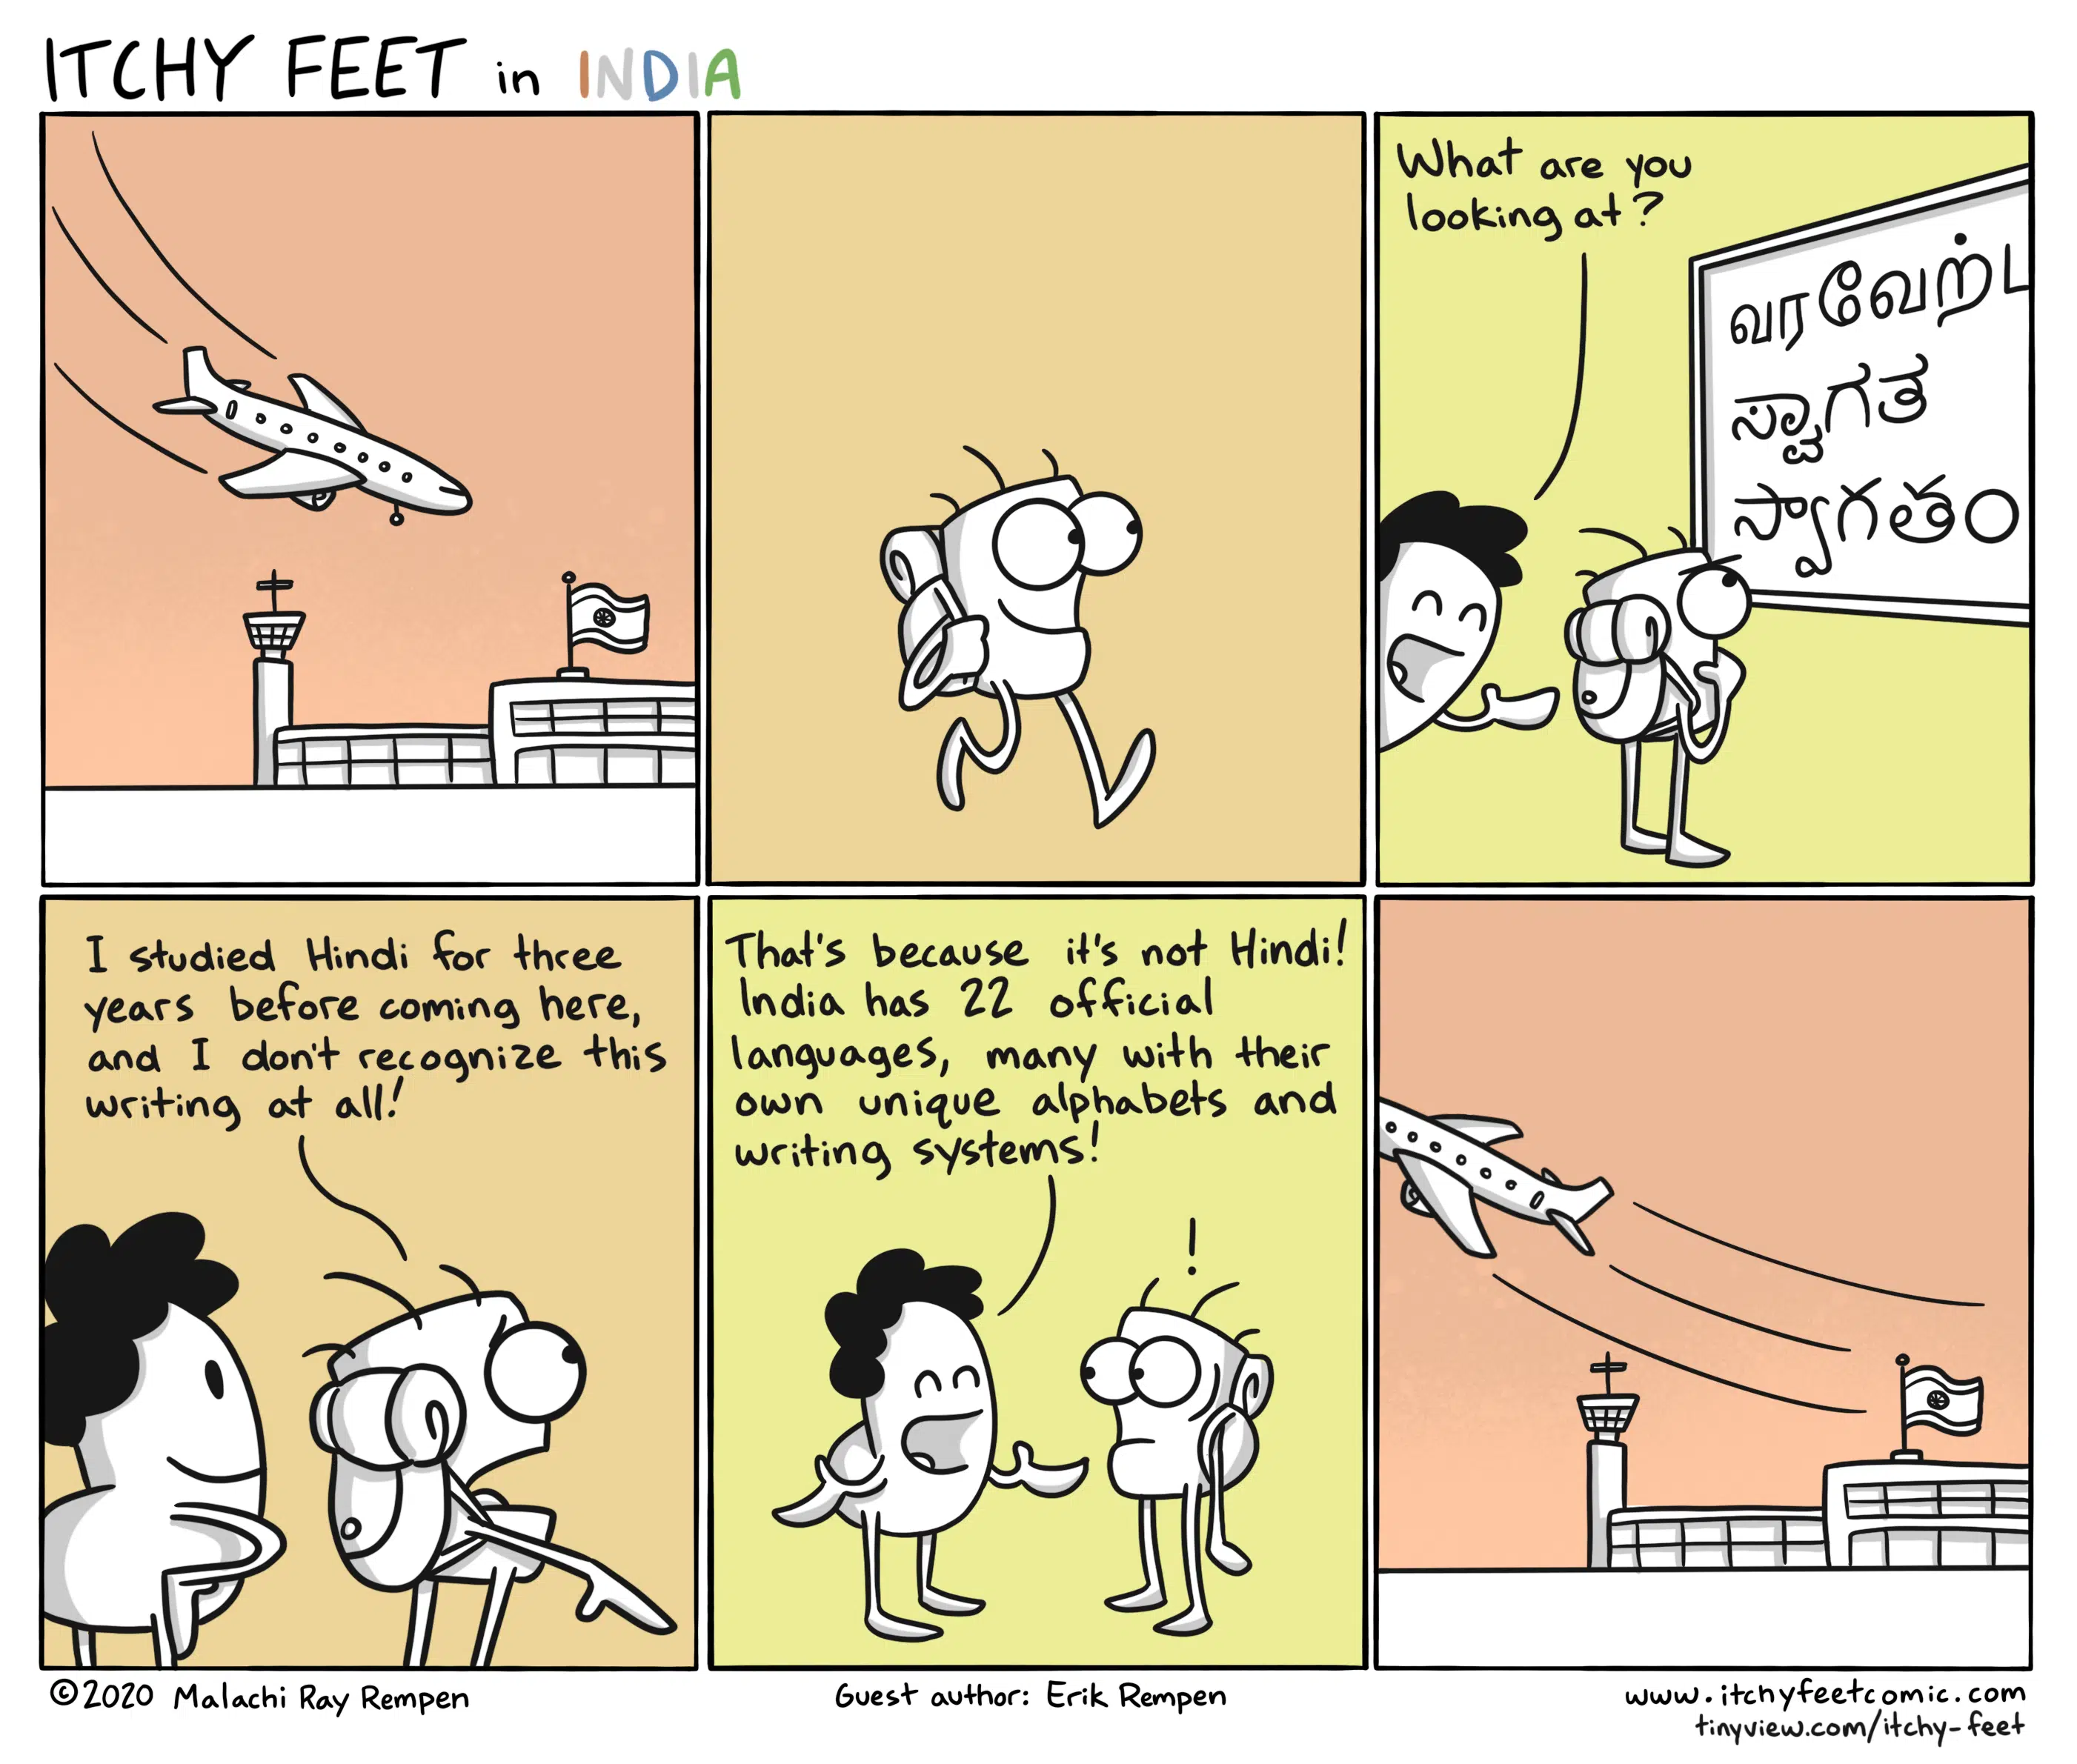 ITCHY FEET in INDIA
What are you
looking at?
வரவேற்
ಸ್ವಾಗತ
స్వాగతం
I studied Hindi for three
years before coming here,
and I don't recognize this
writing at all!
That's because it's not Hindi!
India has 22 official
languages, many with their
own unique alphabets and
writing systems!
!
©2020 Malachi Ray Rempen
Guest author: Erik Rempen
www.itchyfeetcomic.com
tinyview.com/itchy-feet